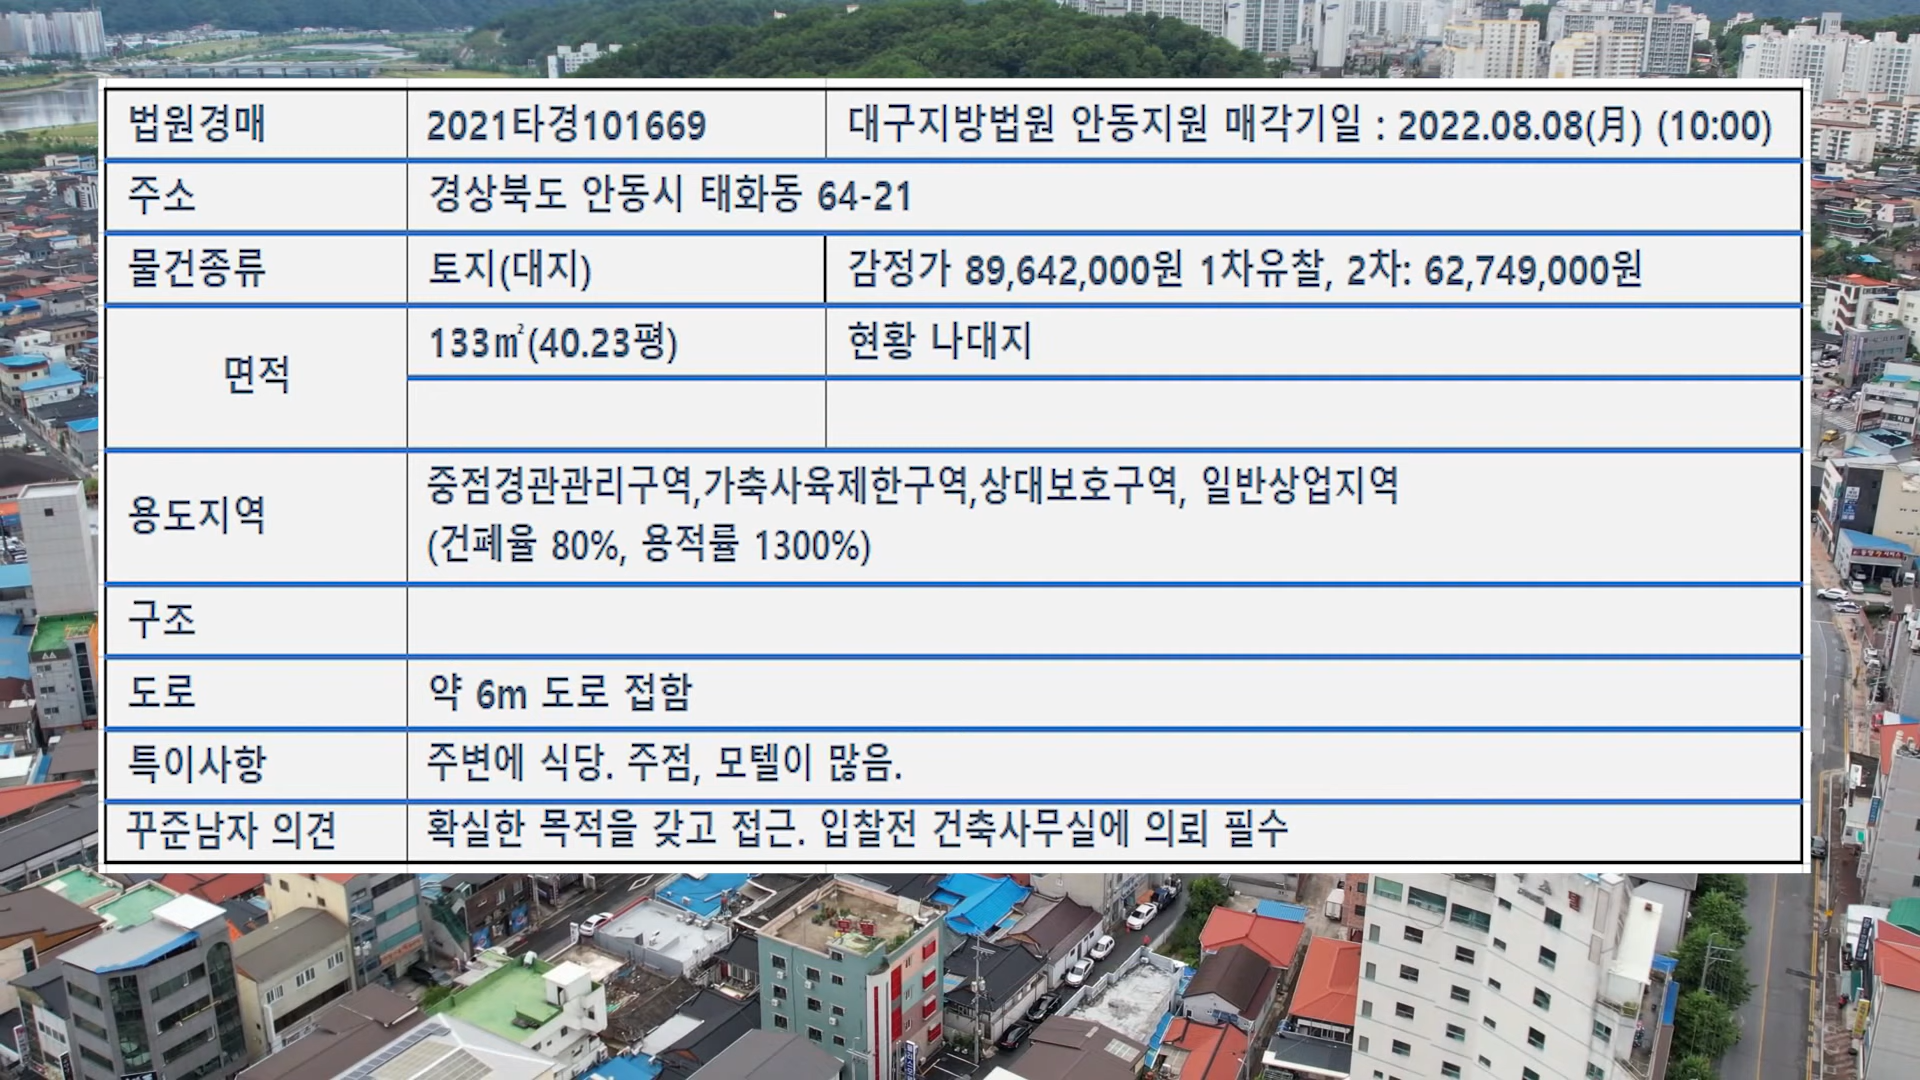 법원경매 2021타경101669 대구지방법원 안동지원 매각기일 : 2022.08.08(月) (10:00)
주소 경상북도 안동시 태화동 64-21
물건종류 토지(대지) 감정가 89,642,000원 1차유찰, 2차: 62,749,000원
면적 133㎡(40.23평) 현황 나대지
용도지역 중점경관관리구역,가축사육제한구역,상대보호구역, 일반상업지역
(건폐율 80%, 용적률 1300%)
구조
도로 약 6m 도로 접함
특이사항 주변에 식당. 주점, 모텔이 많음.
꾸준남자 의견 확실한 목적을 갖고 접근. 입찰전 건축사무실에 의뢰 필수